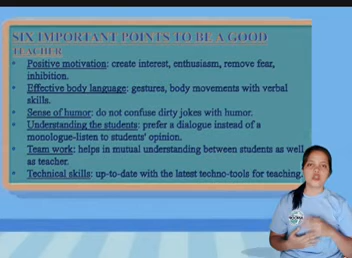 SIX IMPORTANT POINTS TO BE A GOOD
TEACHER
• Positive motivation: create interest, enthusiasm, remove fear,
inhibition.
• Effective body language: gestures, body movements with verbal
skills.
• Sense of humor: do not confuse dirty jokes with humor.
• Understanding the students: prefer a dialogue instead of a
monologue-listen to students' opinion.
• Team work: helps in mutual understanding between students as well
as teacher.
• Technical skills: up-to-date with the latest techno-tools for teaching.